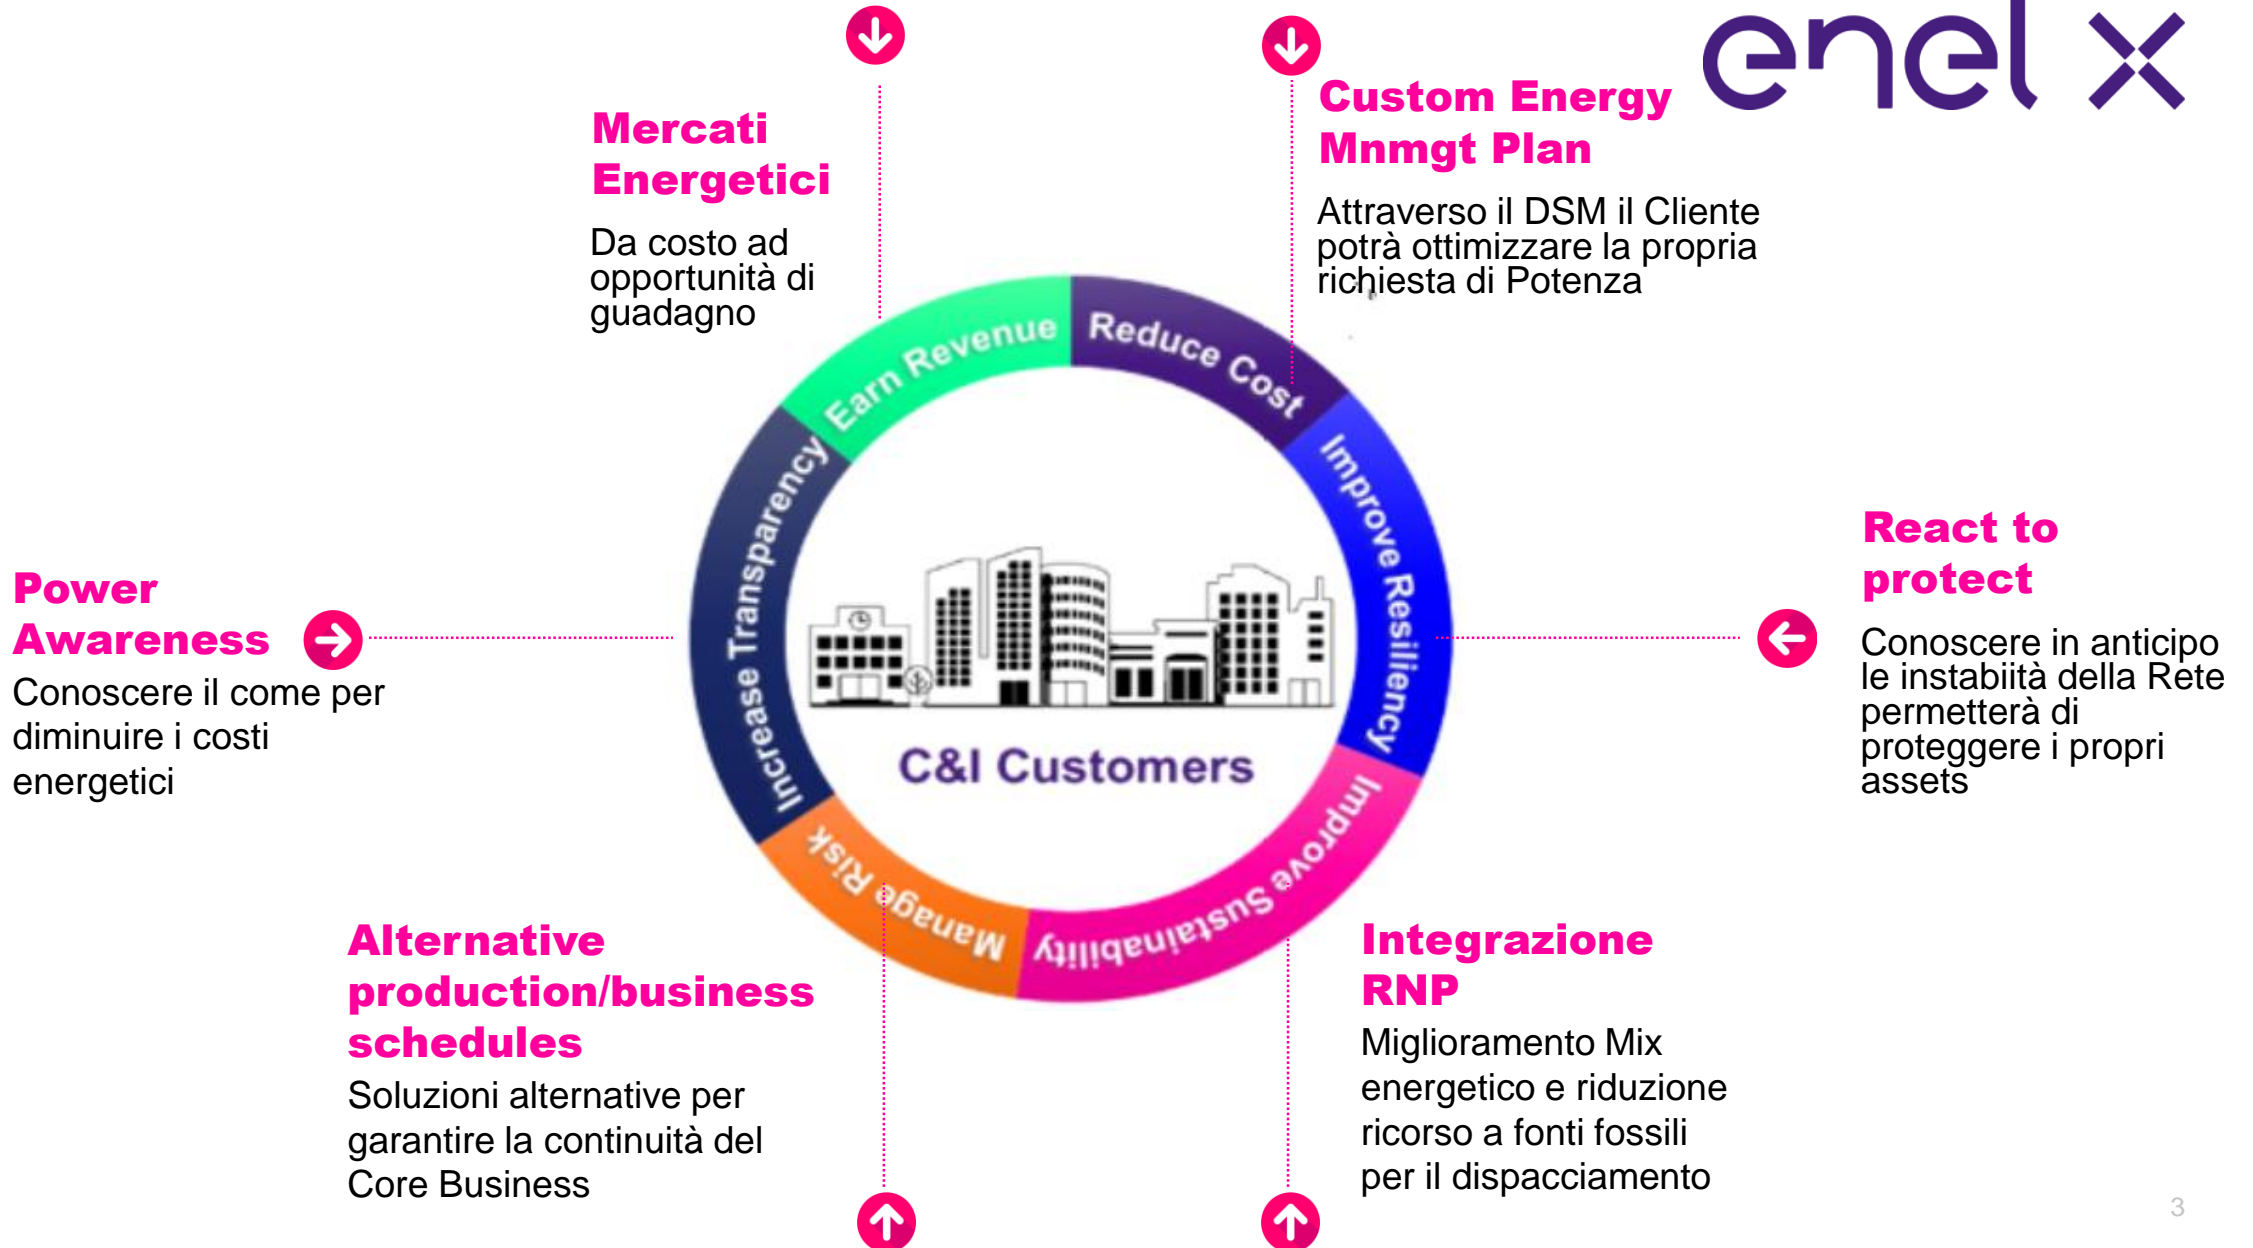 enel x
Mercati
Energetici
Da costo ad
opportunità di
guadagno
Custom Energy
Mnmgt Plan
Attraverso il DSM il Cliente
potrà ottimizzare la propria
richiesta di Potenza
Earn Revenue
Reduce Cost
Improve Resiliency
Improve Sustainability
Manage Risk
Increase Transparency
C&I Customers
Power
Awareness
Conoscere il come per
diminuire i costi
energetici
React to
protect
Conoscere in anticipo
le instabiità della Rete
permetterà di
proteggere i propri
assets
Alternative
production/business
schedules
Soluzioni alternative per
garantire la continuità del
Core Business
Integrazione
RNP
Miglioramento Mix
energetico e riduzione
ricorso a fonti fossili
per il dispacciamento
3